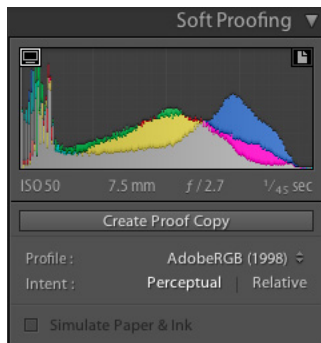 Soft Proofing
ISO 50 7.5 mm ƒ / 2.7 1/45 sec
Create Proof Copy
Profile : AdobeRGB (1998)
Intent : Perceptual | Relative
Simulate Paper & Ink